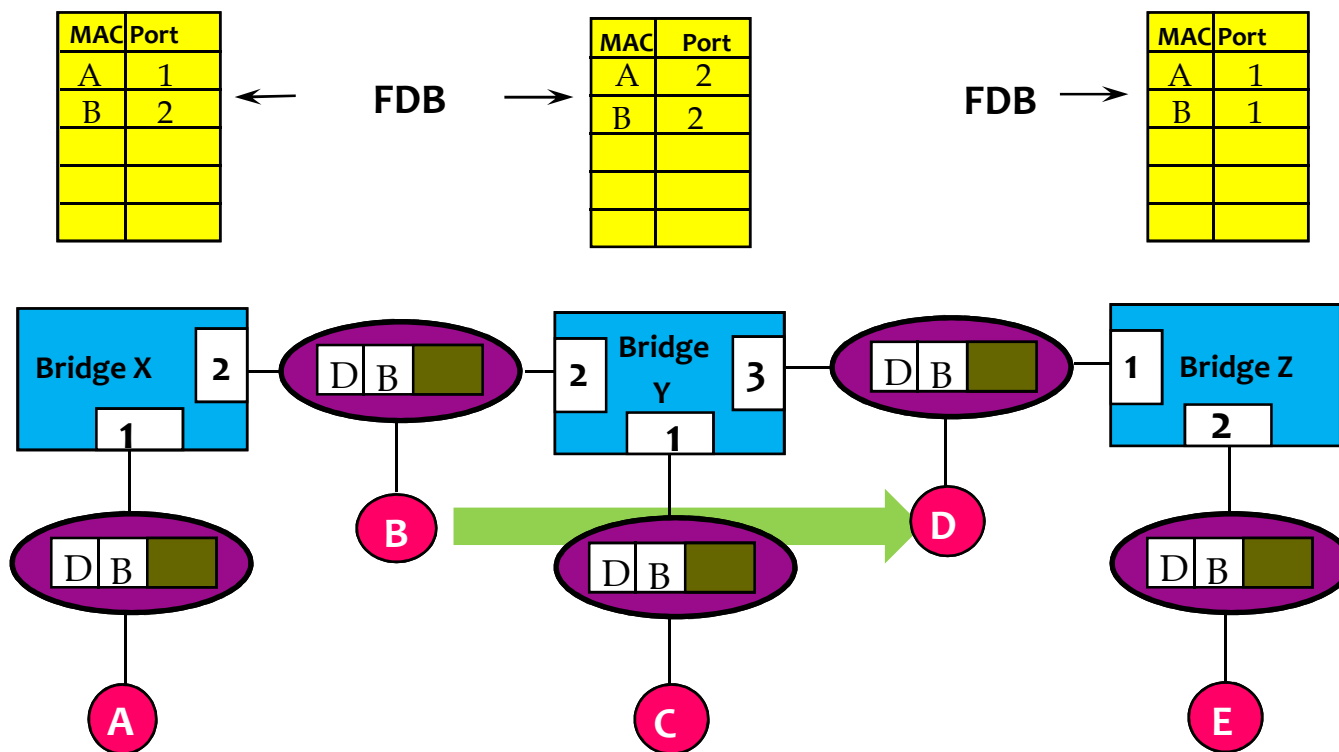 MAC Port
A 1
B 2
FDB
MAC Port
A 2
B 2
FDB
MAC Port
A 1
B 1
Bridge X
2
1
D B
2
Bridge
Y
3
1
D B
1
Bridge Z
2
B
D
D B
D B
D B
A
C
E